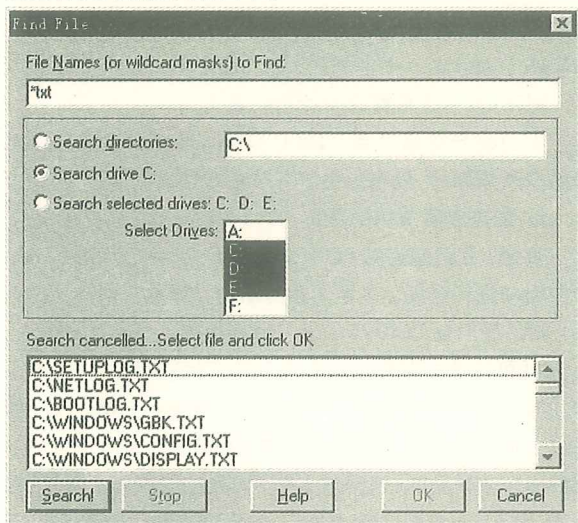 Find File
File Names (or wildcard masks) to Find:
*txt
Search directories: C:\
Search drive C:
Search selected drives: C: D: E:
Select Drives: A:
C:
D:
E:
F:
Search cancelled...Select file and click OK
C:\SETUPLOG.TXT
C:\NETLOG.TXT
C:\BOOTLOG.TXT
C:\WINDOWS\GBK.TXT
C:\WINDOWS\CONFIG.TXT
C:\WINDOWS\DISPLAY.TXT
Search! Stop Help OK Cancel